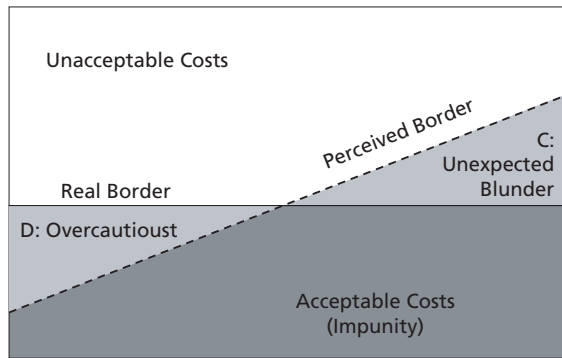 Unacceptable Costs
Perceived Border
C:
Unexpected
Blunder
Real Border
D: Overcautioust
Acceptable Costs
(Impunity)